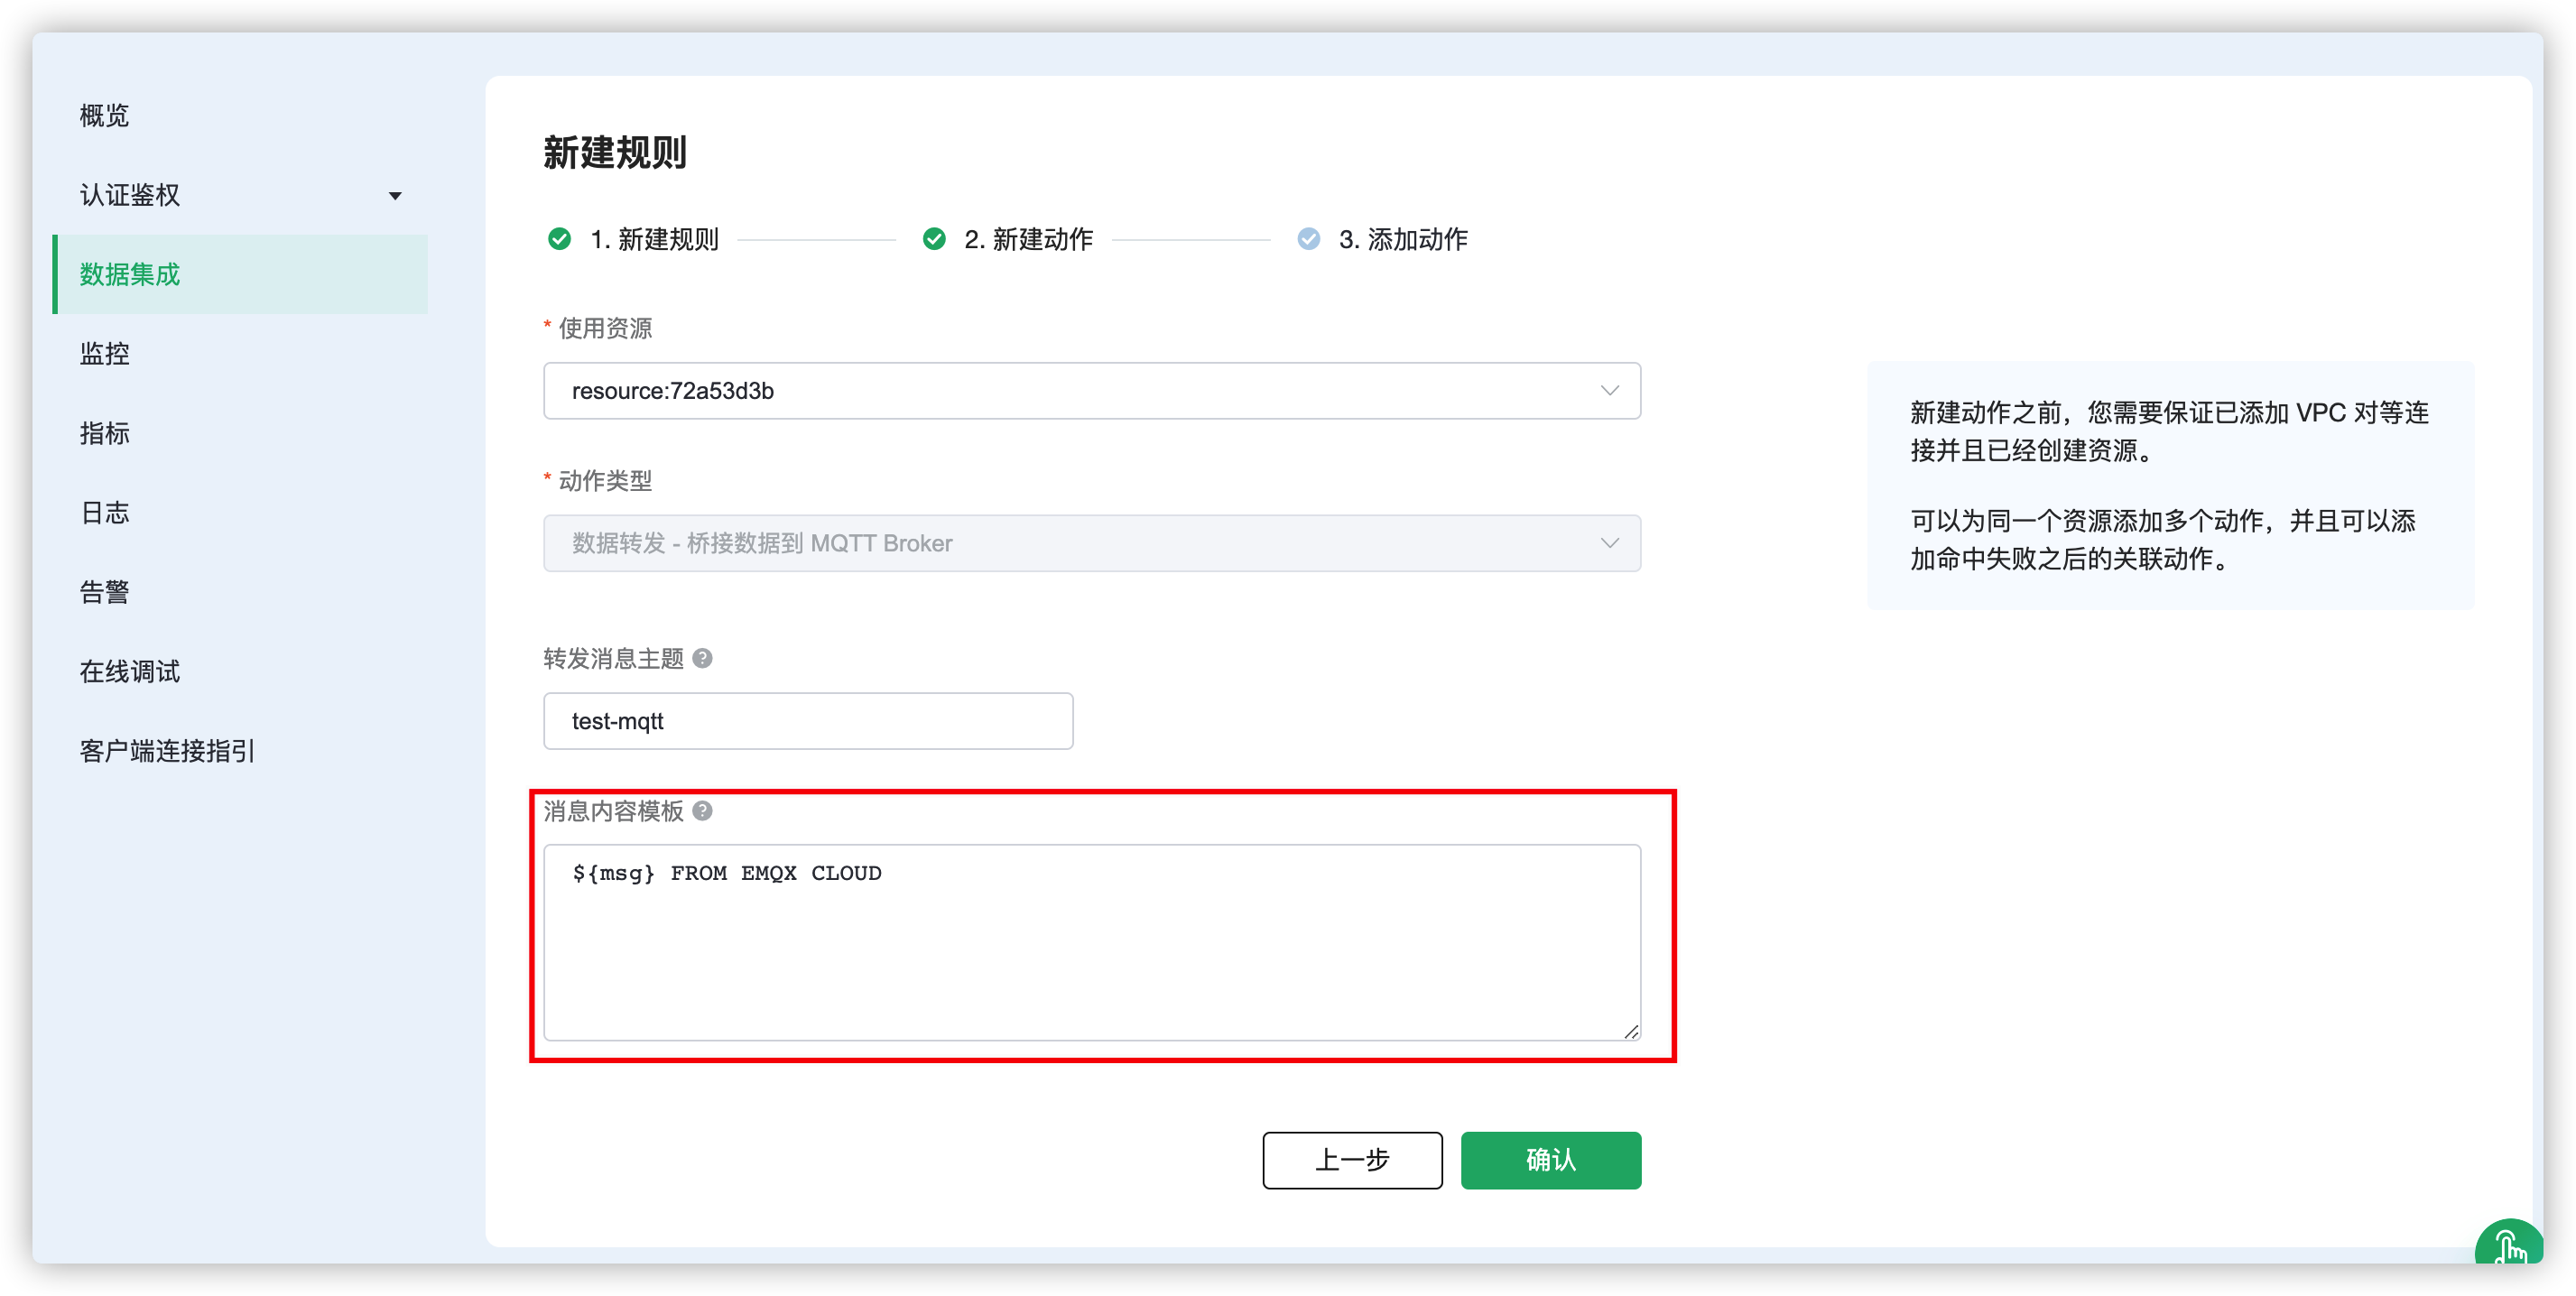 概览
认证鉴权
数据集成
监控
指标
日志
告警
在线调试
客户端连接指引
新建规则
1. 新建规则
2. 新建动作
3. 添加动作
* 使用资源
resource:72a53d3b
* 动作类型
数据转发 - 桥接数据到 MQTT Broker
转发消息主题 ?
test-mqtt
消息内容模板 ?
${msg} FROM EMQX CLOUD
上一步
确认
新建动作之前，您需要保证已添加 VPC 对等连
接并且已经创建资源。
可以为同一个资源添加多个动作，并且可以添
加命中失败之后的关联动作。